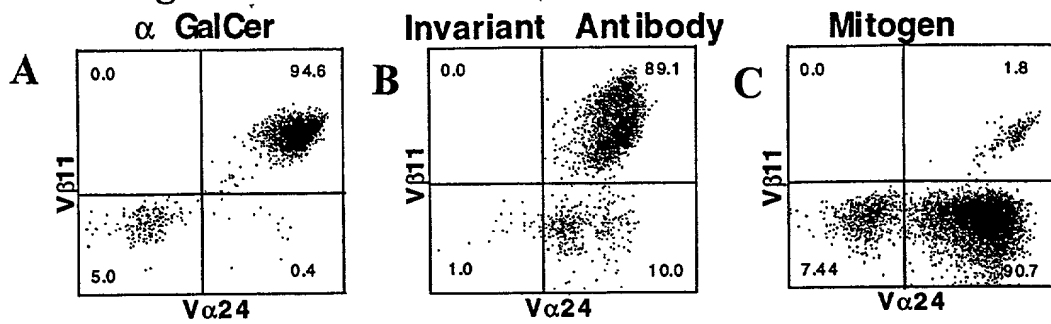 α GalCer
A
Vβ11
0.0
94.6
5.0
0.4
Vα24
Invariant Antibody
B
Vβ11
0.0
89.1
1.0
10.0
Vα24
Mitogen
C
Vβ11
0.0
1.8
7.44
90.7
Vα24